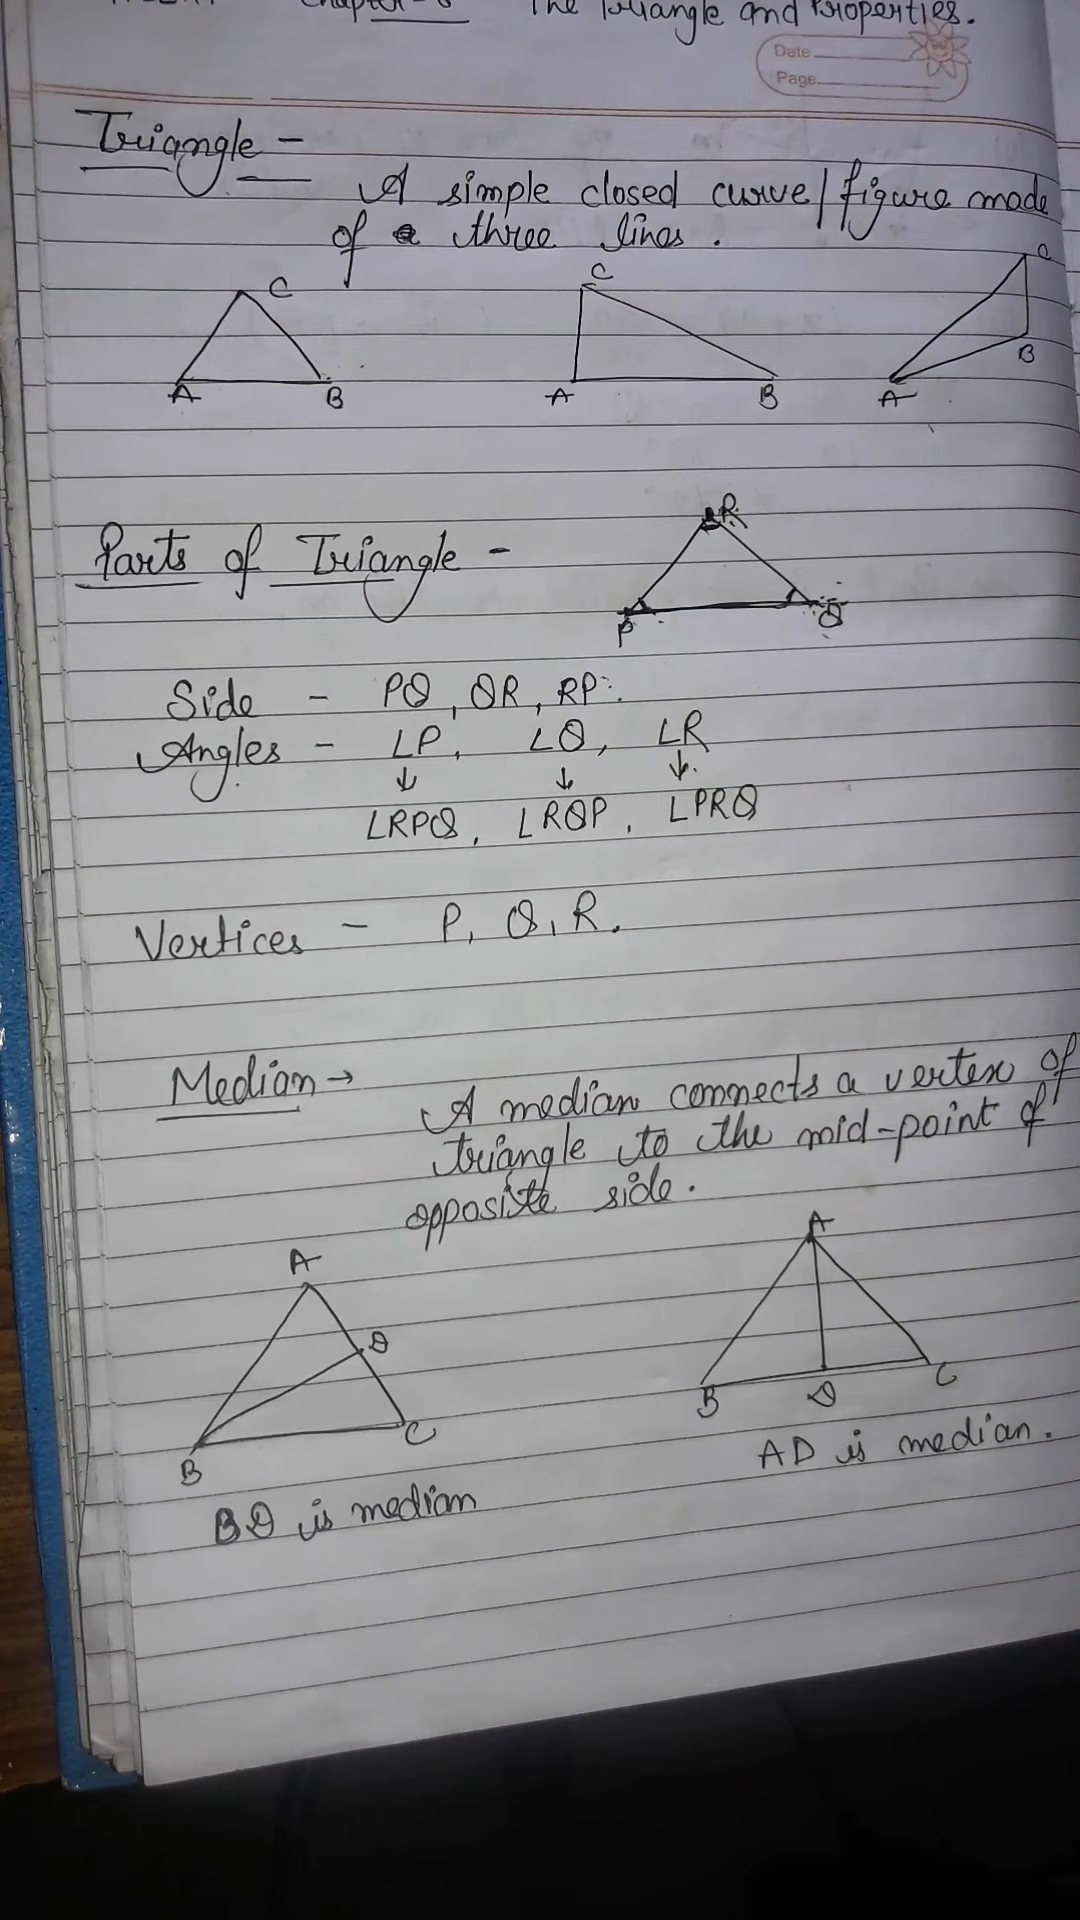 The Triangle and Properties.
Date
Page
Triangle -
A simple closed curve/figure made
of a three lines.
C
A B
C
A B
C
B
A
Parts of Triangle -
R
P Q
Side - PQ, QR, RP.
Angles - ∠P, ∠Q, ∠R
↓ ↓ ↓
∠RPQ, ∠RQP, ∠PRQ
Vertices - P, Q, R.
Median →
A median connects a vertex of
triangle to the mid-point of
opposite side.
A
D
B C
BD is median
A
B D C
AD is median.